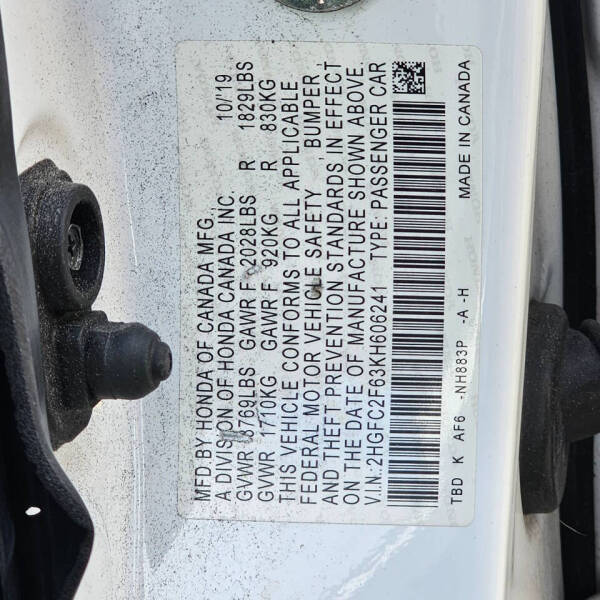 MFD.BY HONDA OF CANADA MFG.,
A DIVISION OF HONDA CANADA INC. 10/19
GVWR 3769LBS GAWR F 2028LBS R 1829LBS
GVWR 1710KG GAWR F 920KG R 830KG
THIS VEHICLE CONFORMS TO ALL APPLICABLE
FEDERAL MOTOR VEHICLE SAFETY, BUMPER,
AND THEFT PREVENTION STANDARDS IN EFFECT
ON THE DATE OF MANUFACTURE SHOWN ABOVE.
V.I.N.:2HGFC2F63KH606241 TYPE: PASSENGER CAR
TBD K AF6 -NH883P -A -H MADE IN CANADA